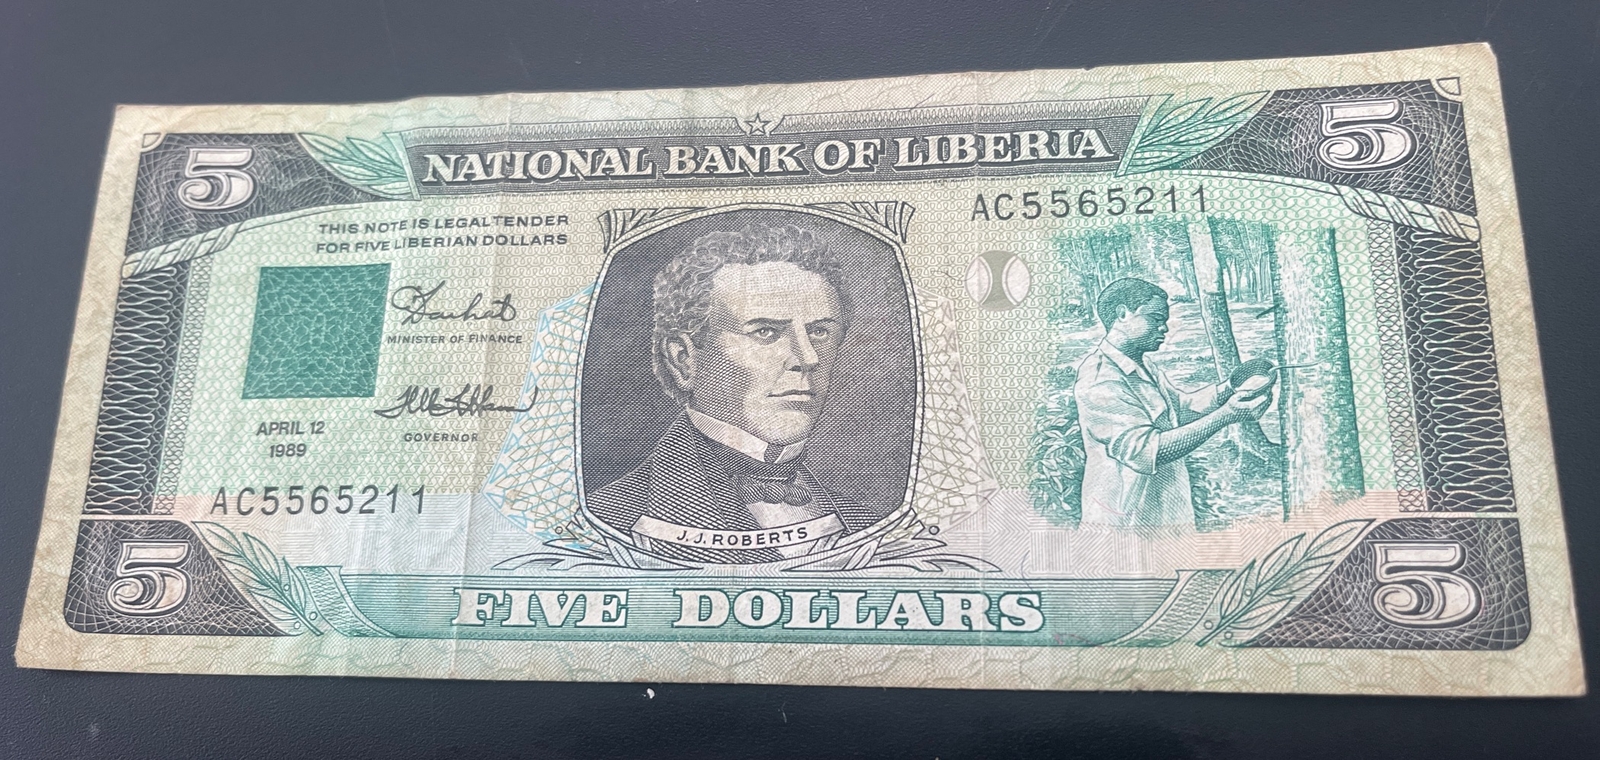 5
5
NATIONAL BANK OF LIBERIA
AC5565211
THIS NOTE IS LEGAL TENDER
FOR FIVE LIBERIAN DOLLARS
MINISTER OF FINANCE
APRIL 12
1989
GOVERNOR
AC5565211
J.J. ROBERTS
5
FIVE DOLLARS
5